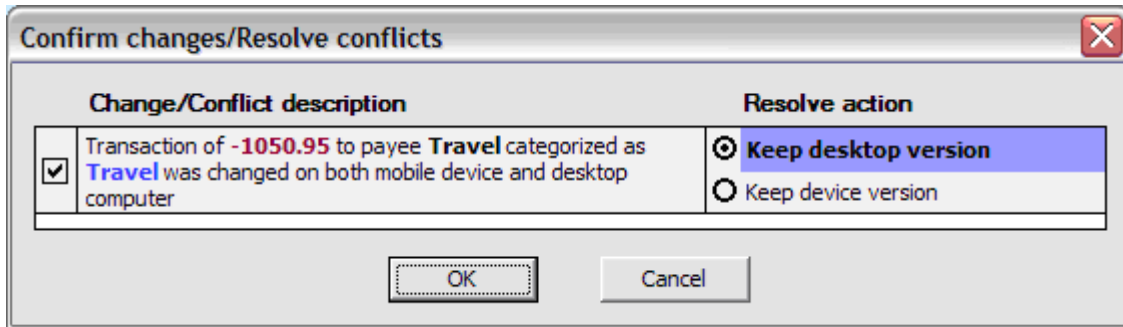 Confirm changes/Resolve conflicts
Change/Conflict description
Resolve action
Transaction of -1050.95 to payee Travel categorized as
Travel was changed on both mobile device and desktop
computer
Keep desktop version
Keep device version
OK
Cancel